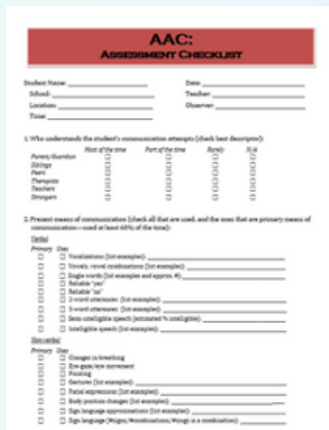 AAC:
Assessment Checklist
Student Name: Date:
School: Teacher:
Location: Observer:
Time:
1. Who understands the student's communication attempts (check best descriptor):
Most of the time Part of the time Rarely N/A
Parent/Guardian
Siblings
Peers
Therapists
Teachers
Strangers
2. Present means of communication (check all that are used, and the ones that are primary means of
communication—used at least 60% of the time):
Verbal
Primary Uses
Vocalizations (list examples):
Vowels, vowel combinations (list examples):
Single words (list examples and approx. #):
Reliable "yes"
Reliable "no"
2-word utterances: (list examples):
3-word utterances: (list examples):
Semi-intelligible speech (estimated % intelligible):
Intelligible speech (list examples):
Non-verbal
Primary Uses
Changes in breathing
Eye-gaze/eye movement
Pointing
Gestures (list examples):
Facial expressions (list examples):
Body position changes (list examples):
Sign language approximations (list examples):
Sign language